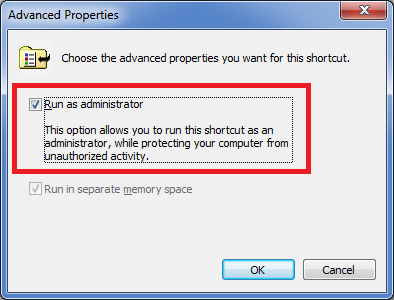 Advanced Properties
Choose the advanced properties you want for this shortcut.
Run as administrator
This option allows you to run this shortcut as an
administrator, while protecting your computer from
unauthorized activity.
Run in separate memory space
OK
Cancel